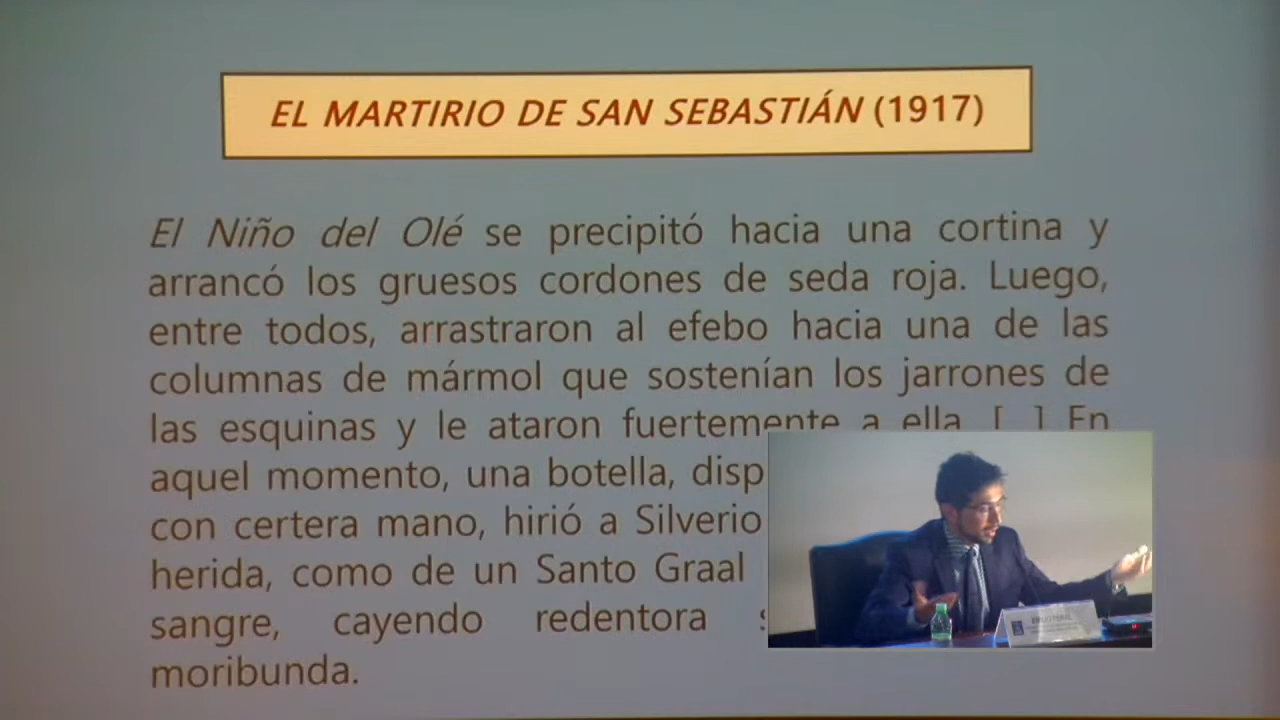 EL MARTIRIO DE SAN SEBASTIÁN (1917)
El Niño del Olé se precipitó hacia una cortina y
arrancó los gruesos cordones de seda roja. Luego,
entre todos, arrastraron al efebo hacia una de las
columnas de mármol que sostenían los jarrones de
las esquinas y le ataron fuertemente a ella. [...] En
aquel momento, una botella, disp
con certera mano, hirió a Silverio
herida, como de un Santo Graal
sangre, cayendo redentora s
moribunda.